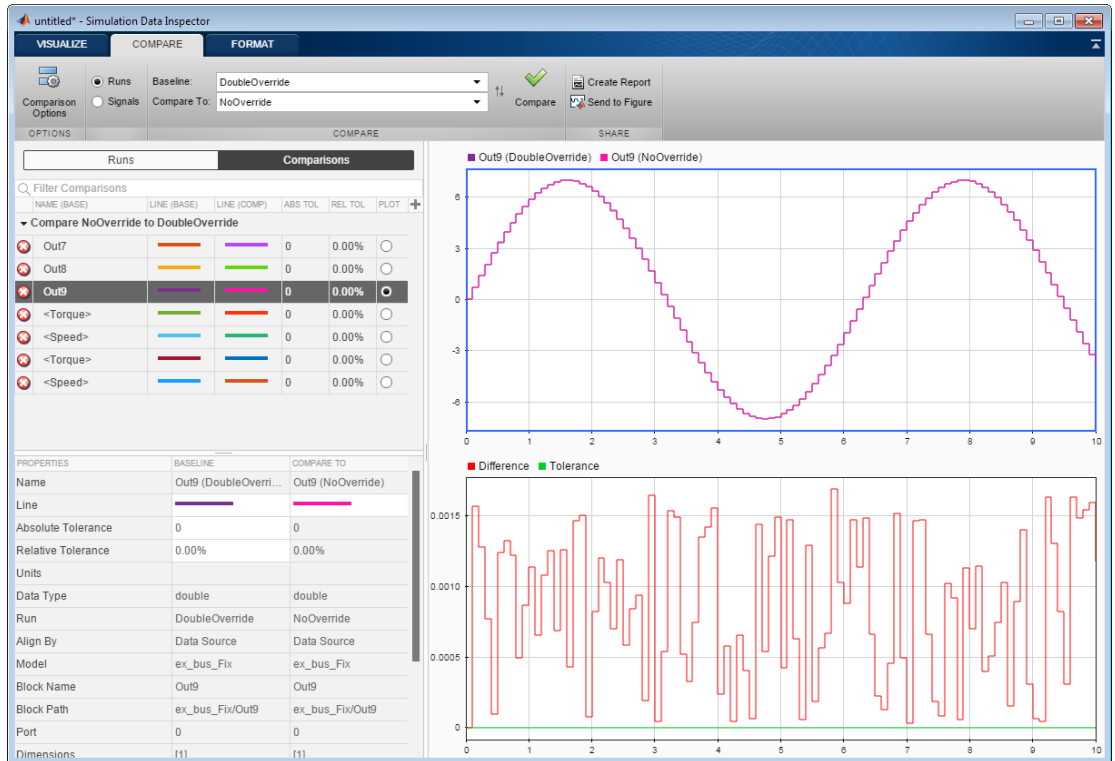 untitled* - Simulation Data Inspector
VISUALIZE COMPARE FORMAT
Comparison Options
Runs
Signals
Baseline: DoubleOverride
Compare To: NoOverride
Compare
Create Report
Send to Figure
OPTIONS COMPARE SHARE
Runs Comparisons
Filter Comparisons
NAME (BASE) LINE (BASE) LINE (COMP) ABS TOL REL TOL PLOT
Compare NoOverride to DoubleOverride
Out7 0 0.00%
Out8 0 0.00%
Out9 0 0.00%
<Torque> 0 0.00%
<Speed> 0 0.00%
<Torque> 0 0.00%
<Speed> 0 0.00%
PROPERTIES BASELINE COMPARE TO
Name Out9 (DoubleOverri... Out9 (NoOverride)
Line
Absolute Tolerance 0 0
Relative Tolerance 0.00% 0.00%
Units
Data Type double double
Run DoubleOverride NoOverride
Align By Data Source Data Source
Model ex_bus_Fix ex_bus_Fix
Block Name Out9 Out9
Block Path ex_bus_Fix/Out9 ex_bus_Fix/Out9
Port 0 0
Dimensions [1] [1]
Out9 (DoubleOverride) Out9 (NoOverride)
6
3
0
-3
-6
0 1 2 3 4 5 6 7 8 9 10
Difference Tolerance
0.0015
0.0010
0.0005
0
0 1 2 3 4 5 6 7 8 9 10